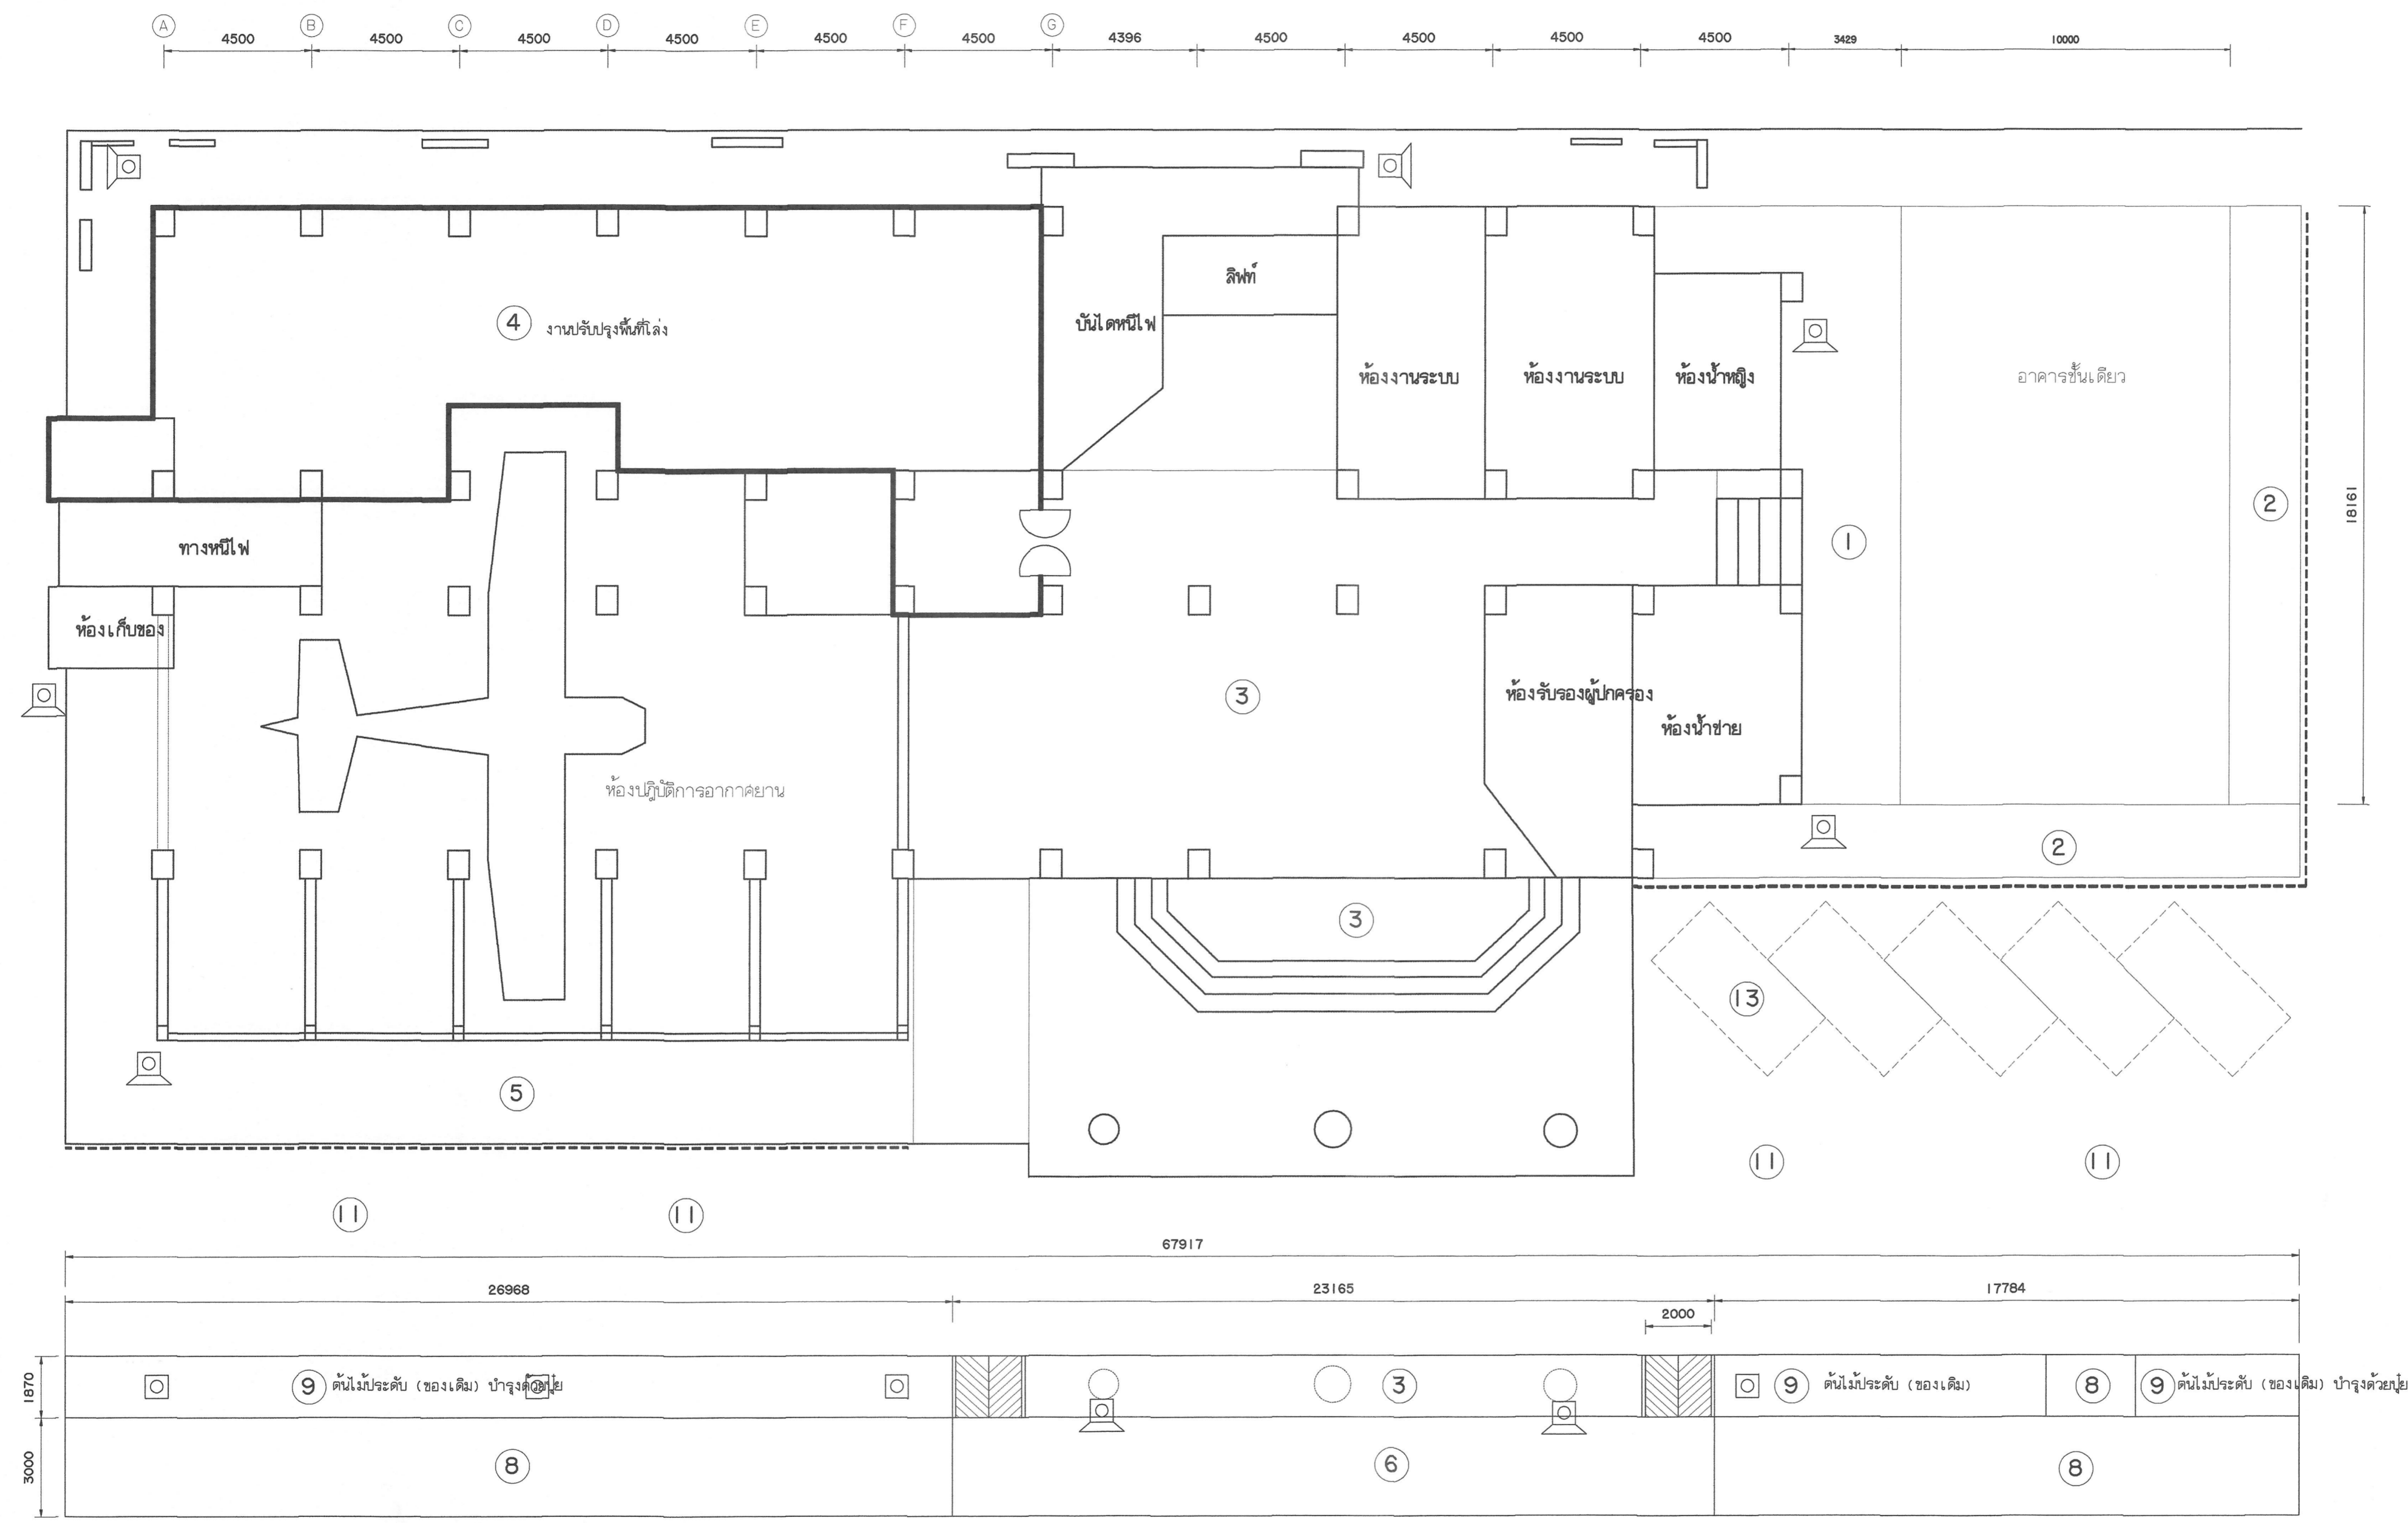 A B C D E F G
4500 4500 4500 4500 4500 4500 4396 4500 4500 4500 4500 3429 10000
ลิฟท์
4 งานปรับปรุงพื้นที่โล่ง
บันไดหนีไฟ
ห้องงานระบบ
ห้องงานระบบ
ห้องน้ำหญิง
อาคารชั้นเดียว
2
18161
1
ทางหนีไฟ
ห้องเก็บของ
3
ห้องรับรองผู้ปกครอง
ห้องน้ำชาย
ห้องปฎิบัติการอากาศยาน
2
3
13
5
11 11
11 11
67917
26968 23165 17784
2000
1870
9 ต้นไม้ประดับ (ของเดิม) บำรุงด้วยปุ๋ย
3
9 ต้นไม้ประดับ (ของเดิม)
8
9 ต้นไม้ประดับ (ของเดิม) บำรุงด้วยปุ๋ย
3000
8
6
8